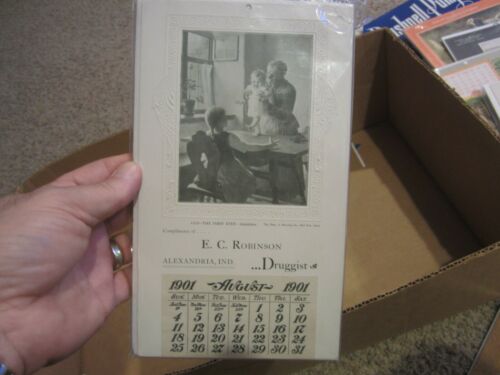 Compliments of
E. C. ROBINSON
ALEXANDRIA, IND. ...Druggist
1901 AUGUST 1901
SUN. MON. TUE. WED. THU. FRI. SAT.
1 2 3
4 5 6 7 8 9 10
11 12 13 14 15 16 17
18 19 20 21 22 23 24
25 26 27 28 29 30 31